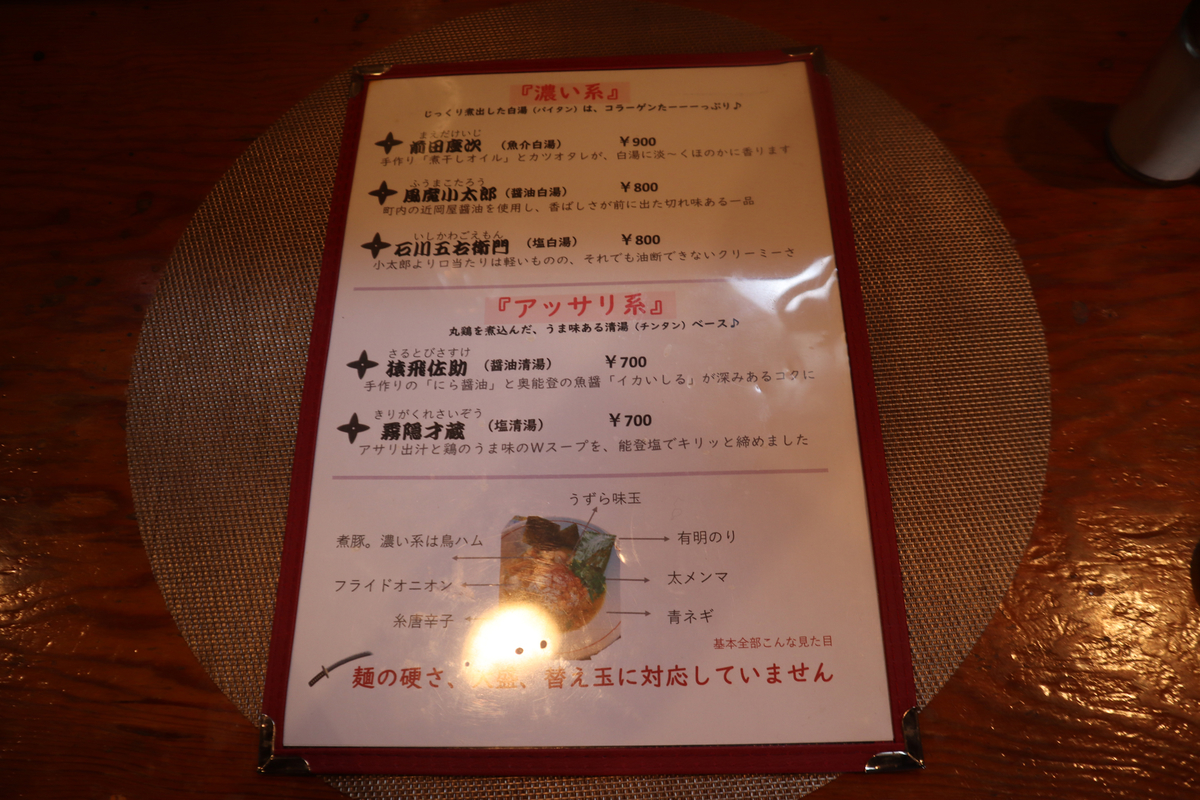 『濃い系』
じっくり煮出した白湯（パイタン）は、コラーゲンたーーーっぷり♪
まえだけいじ
前田慶次 （魚介白湯） ￥900
手作り「煮干しオイル」とカツオタレが、白湯に淡～くほのかに香ります
ふうまこたろう
風魔小太郎（醤油白湯） ￥800
町内の近岡屋醤油を使用し、香ばしさが前に出た切れ味ある一品
いしかわごえもん
石川五右衛門 （塩白湯） ￥800
小太郎より口当たりは軽いものの、それでも油断できないクリーミーさ
『アッサリ系』
丸鶏を煮込んだ、うま味ある清湯（チンタン）ベース♪
さるとびさすけ
猿飛佐助 （醤油清湯） ￥700
手作りの「にら醤油」と奥能登の魚醤「イカいしる」が深みあるコクに
きりがくれさいぞう
霧隠才蔵 （塩清湯） ￥700
アサリ出汁と鶏のうま味のWスープを、能登塩でキリッと締めました
うずら味玉
煮豚。濃い系は鳥ハム
有明のり
フライドオニオン
太メンマ
糸唐辛子
青ネギ
基本全部こんな見た目
麺の硬さ、盛、替え玉に対応していません